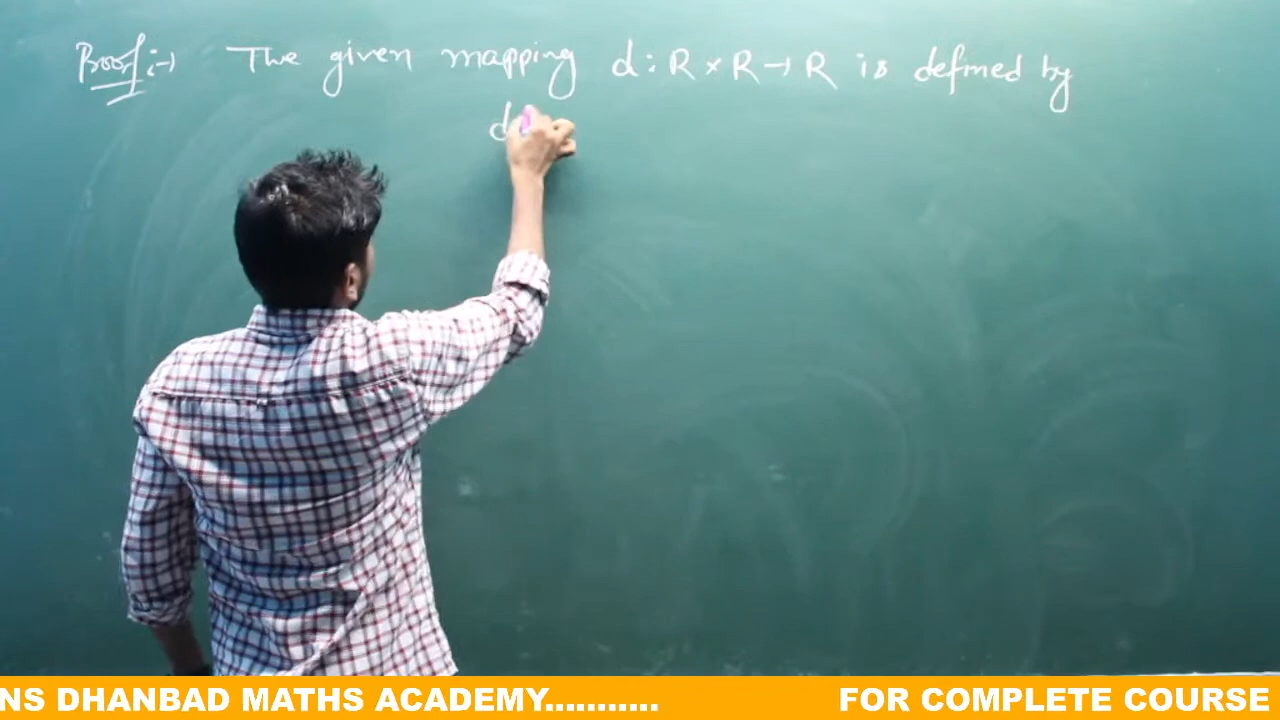 Proof :→ The given mapping d : R × R → R is defined by
d
NS DHANBAD MATHS ACADEMY........... FOR COMPLETE COURSE